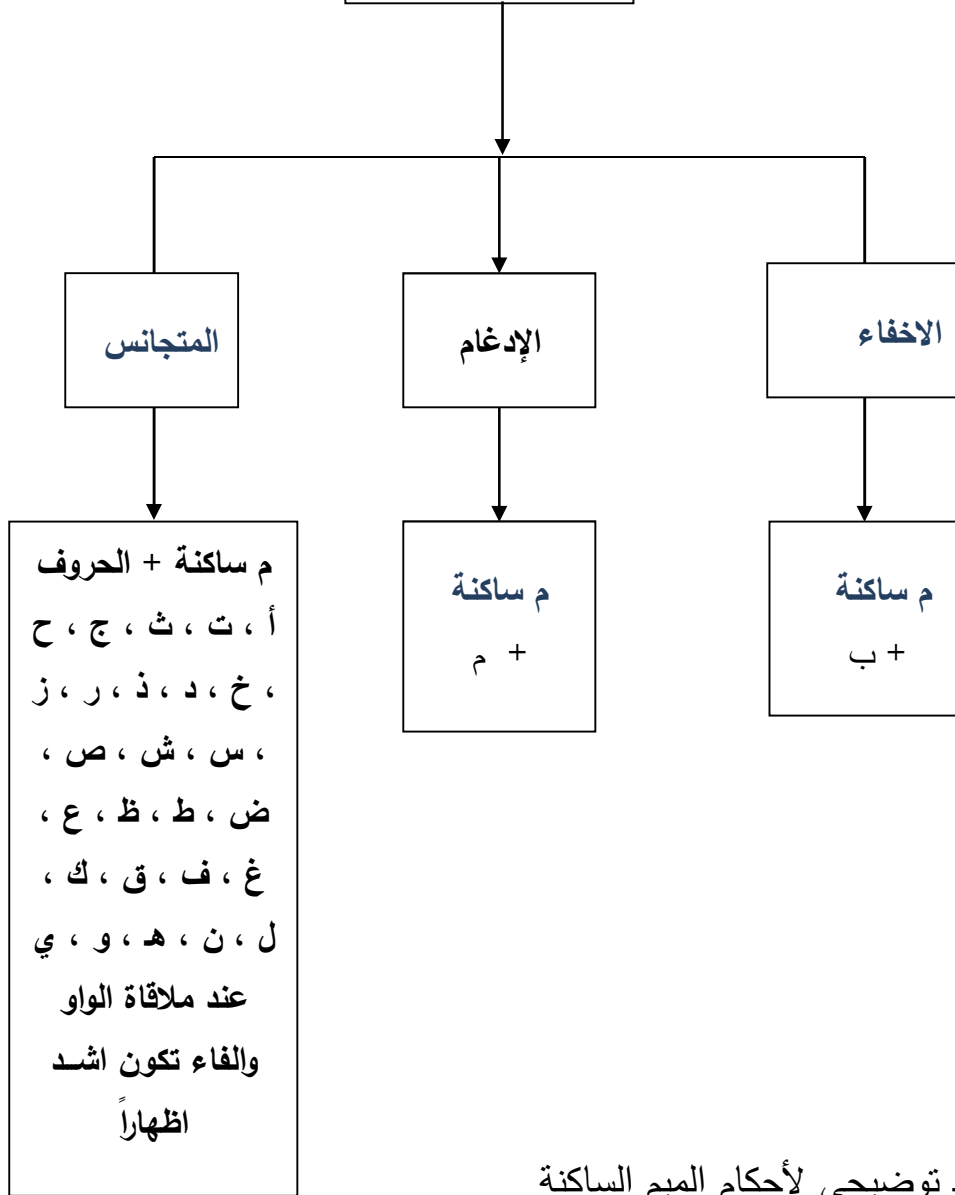 الاخفاء
الإدغام
المتجانس
م ساكنة
+ ب
م ساكنة
+ م
م ساكنة + الحروف
أ ، ت ، ث ، ج ، ح
، خ ، د ، ذ ، ر ، ز
، س ، ش ، ص ،
ض ، ط ، ظ ، ع ،
غ ، ف ، ق ، ك ،
ل ، ن ، هـ ، و ، ي
عند ملاقاة الواو
والفاء تكون اشـد
اظهاراً
توضيحي لأحكام الميم الساكنة